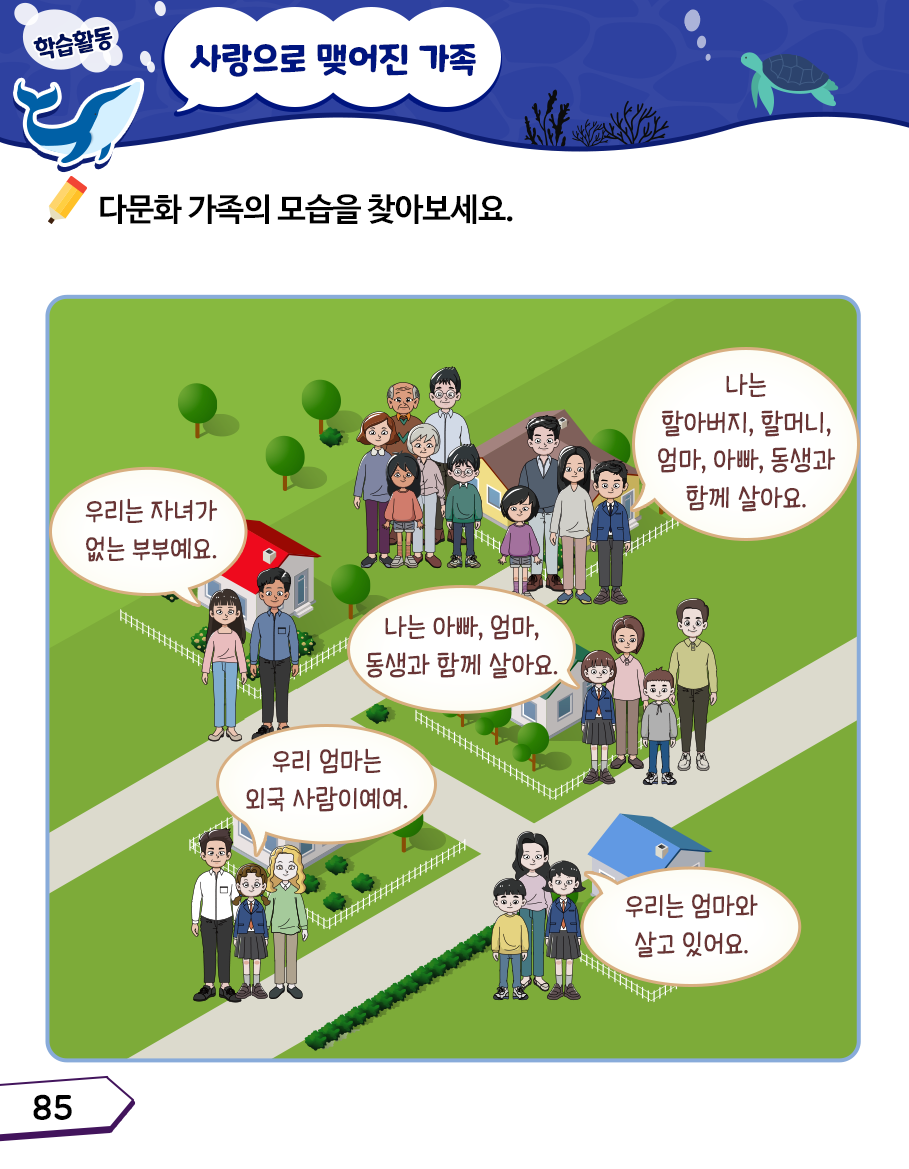 학습활동
사랑으로 맺어진 가족
다문화 가족의 모습을 찾아보세요.
나는
할아버지, 할머니,
엄마, 아빠, 동생과
함께 살아요.
우리는 자녀가
없는 부부예요.
나는 아빠, 엄마,
동생과 함께 살아요.
우리 엄마는
외국 사람이예여.
우리는 엄마와
살고 있어요.
85